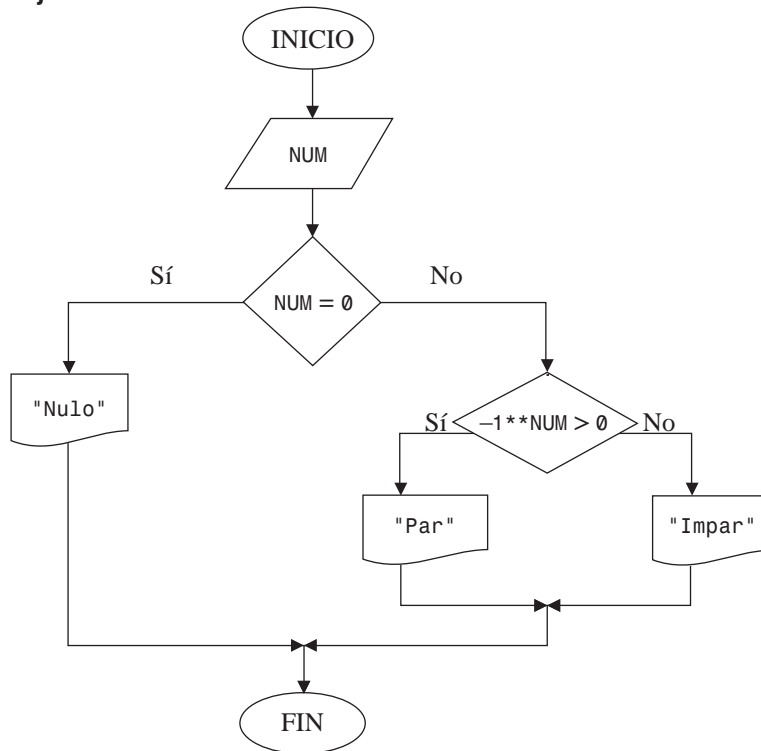 INICIO
NUM
Sí
No
NUM = 0
"Nulo"
Sí
–1**NUM > 0
No
"Par"
"Impar"
FIN